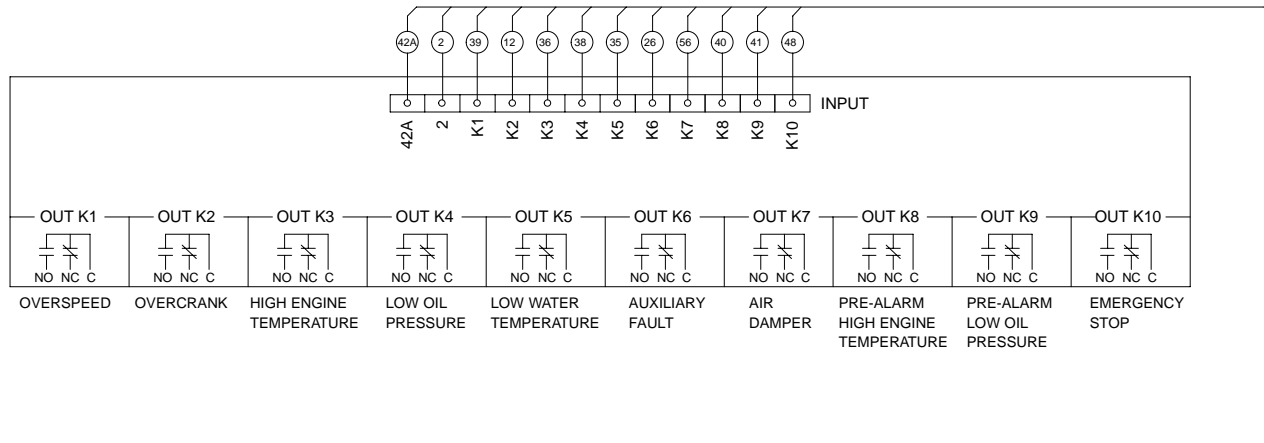 42A 2 39 12 36 38 35 26 56 40 41 48
INPUT
42A 2 K1 K2 K3 K4 K5 K6 K7 K8 K9 K10
OUT K1 OUT K2 OUT K3 OUT K4 OUT K5 OUT K6 OUT K7 OUT K8 OUT K9 OUT K10
NO NC C NO NC C NO NC C NO NC C NO NC C NO NC C NO NC C NO NC C NO NC C NO NC C
OVERSPEED
OVERCRANK
HIGH ENGINE
TEMPERATURE
LOW OIL
PRESSURE
LOW WATER
TEMPERATURE
AUXILIARY
FAULT
AIR
DAMPER
PRE-ALARM
HIGH ENGINE
TEMPERATURE
PRE-ALARM
LOW OIL
PRESSURE
EMERGENCY
STOP